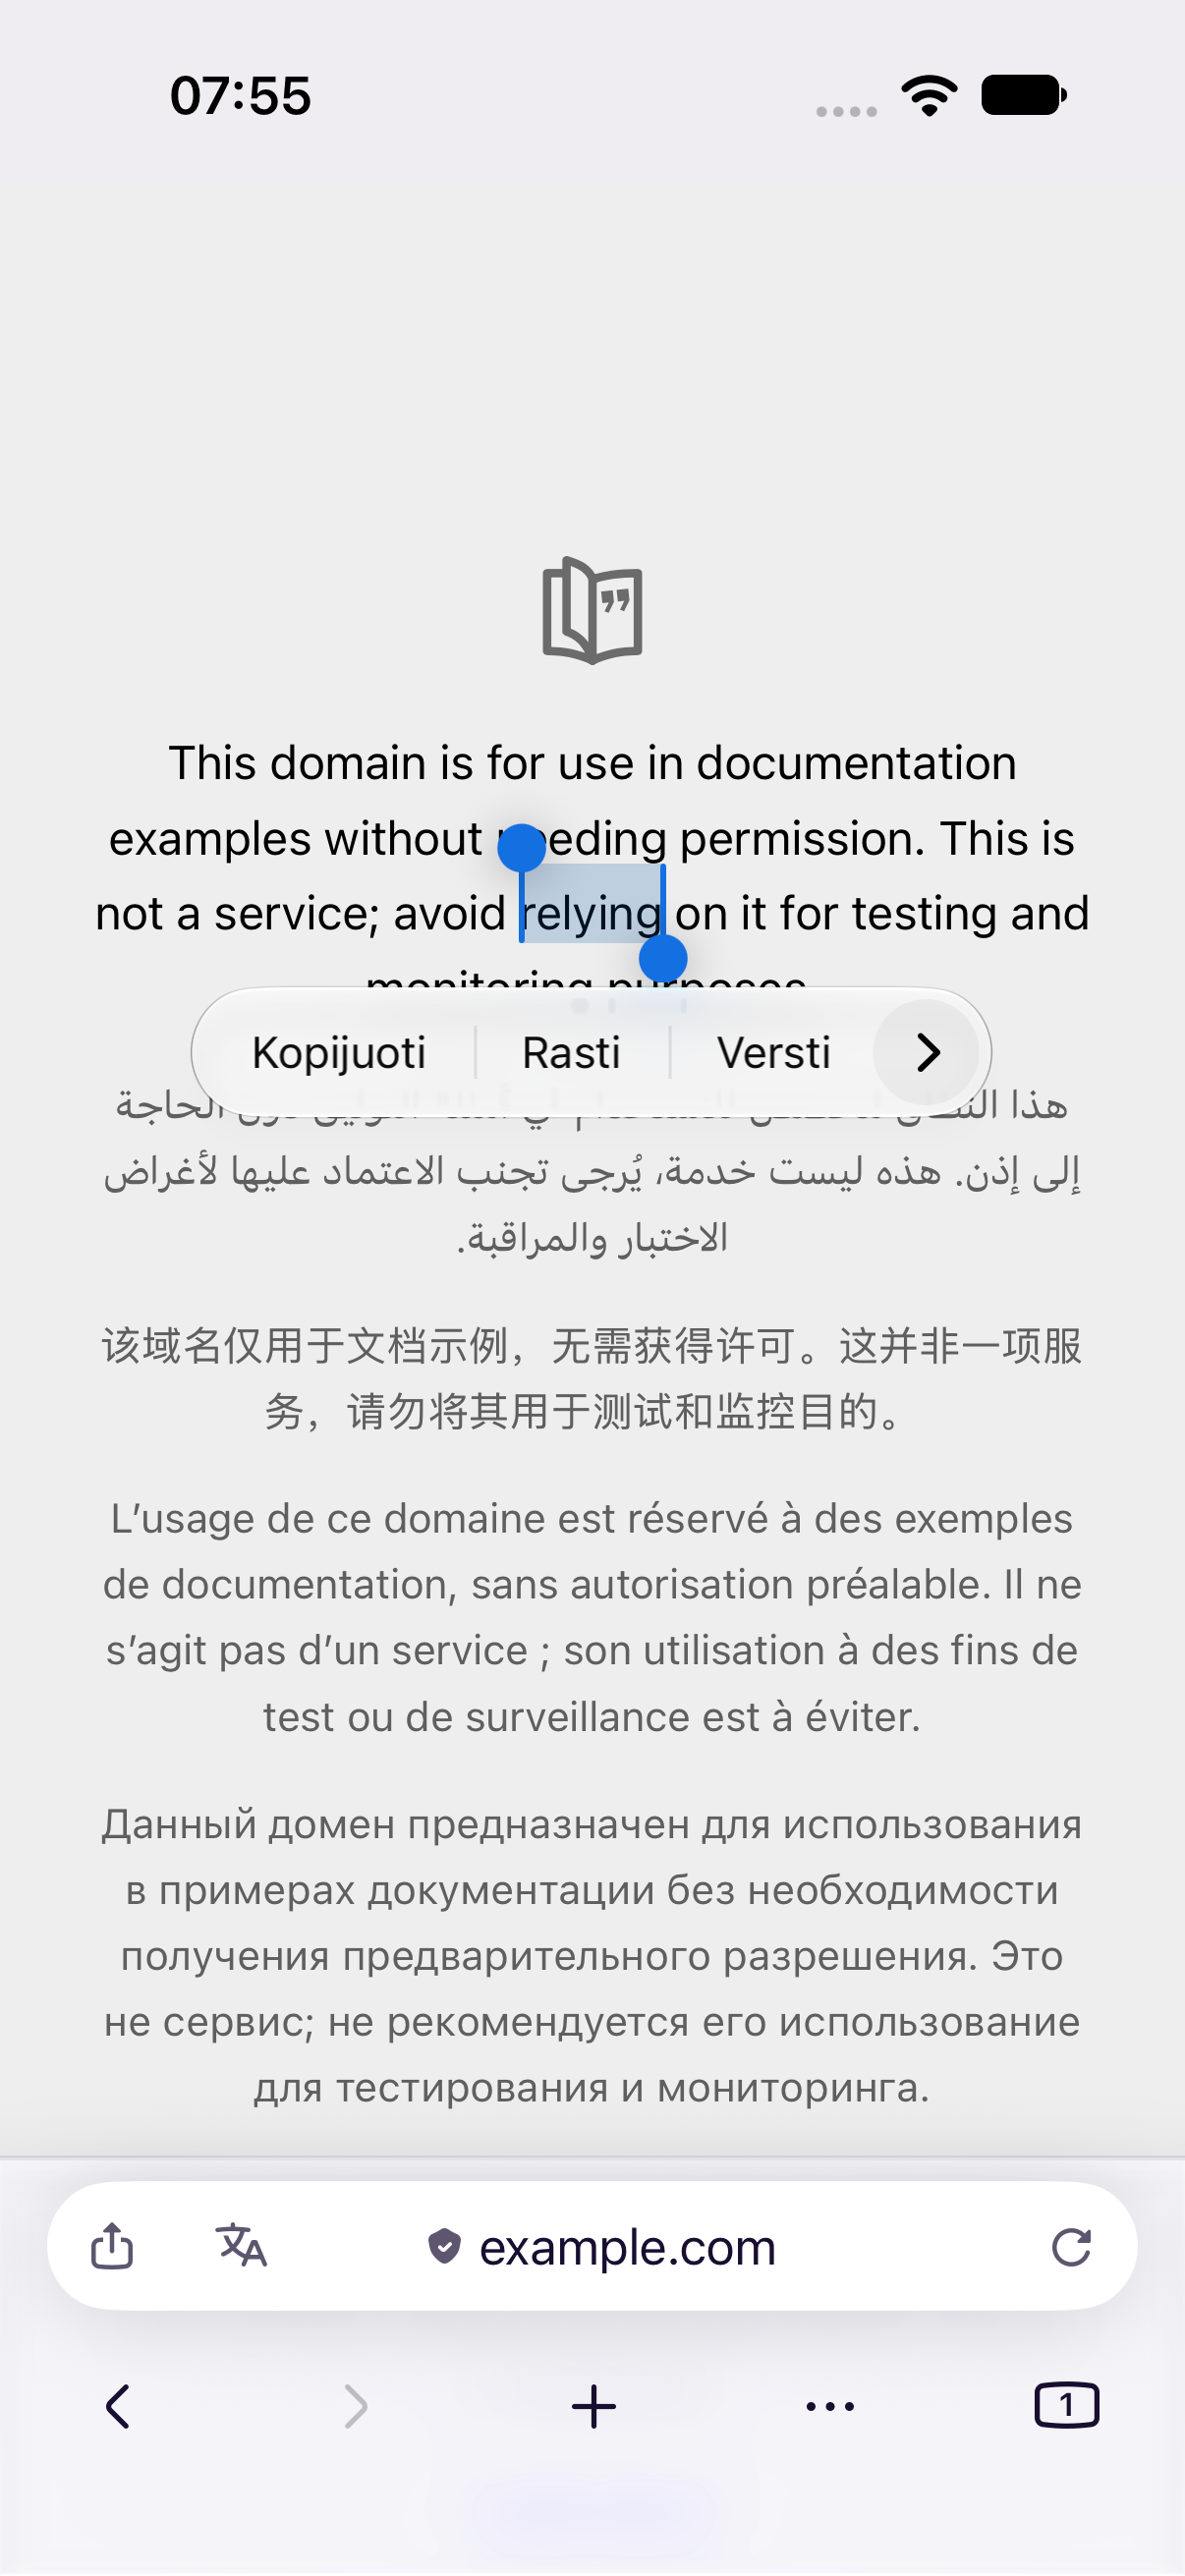 07:55
This domain is for use in documentation
examples without needing permission. This is
not a service; avoid relying on it for testing and
monitoring purposes.
Kopijuoti
Rasti
Versti
هذا النطاق الحاجة
إلى إذن. هذه ليست خدمة، يُرجى تجنب الاعتماد عليها لأغراض
الاختبار والمراقبة.
该域名仅用于文档示例，无需获得许可。这并非一项服
务，请勿将其用于测试和监控目的。
L’usage de ce domaine est réservé à des exemples
de documentation, sans autorisation préalable. Il ne
s’agit pas d’un service ; son utilisation à des fins de
test ou de surveillance est à éviter.
Данный домен предназначен для использования
в примерах документации без необходимости
получения предварительного разрешения. Это
не сервис; не рекомендуется его использование
для тестирования и мониторинга.
example.com
1